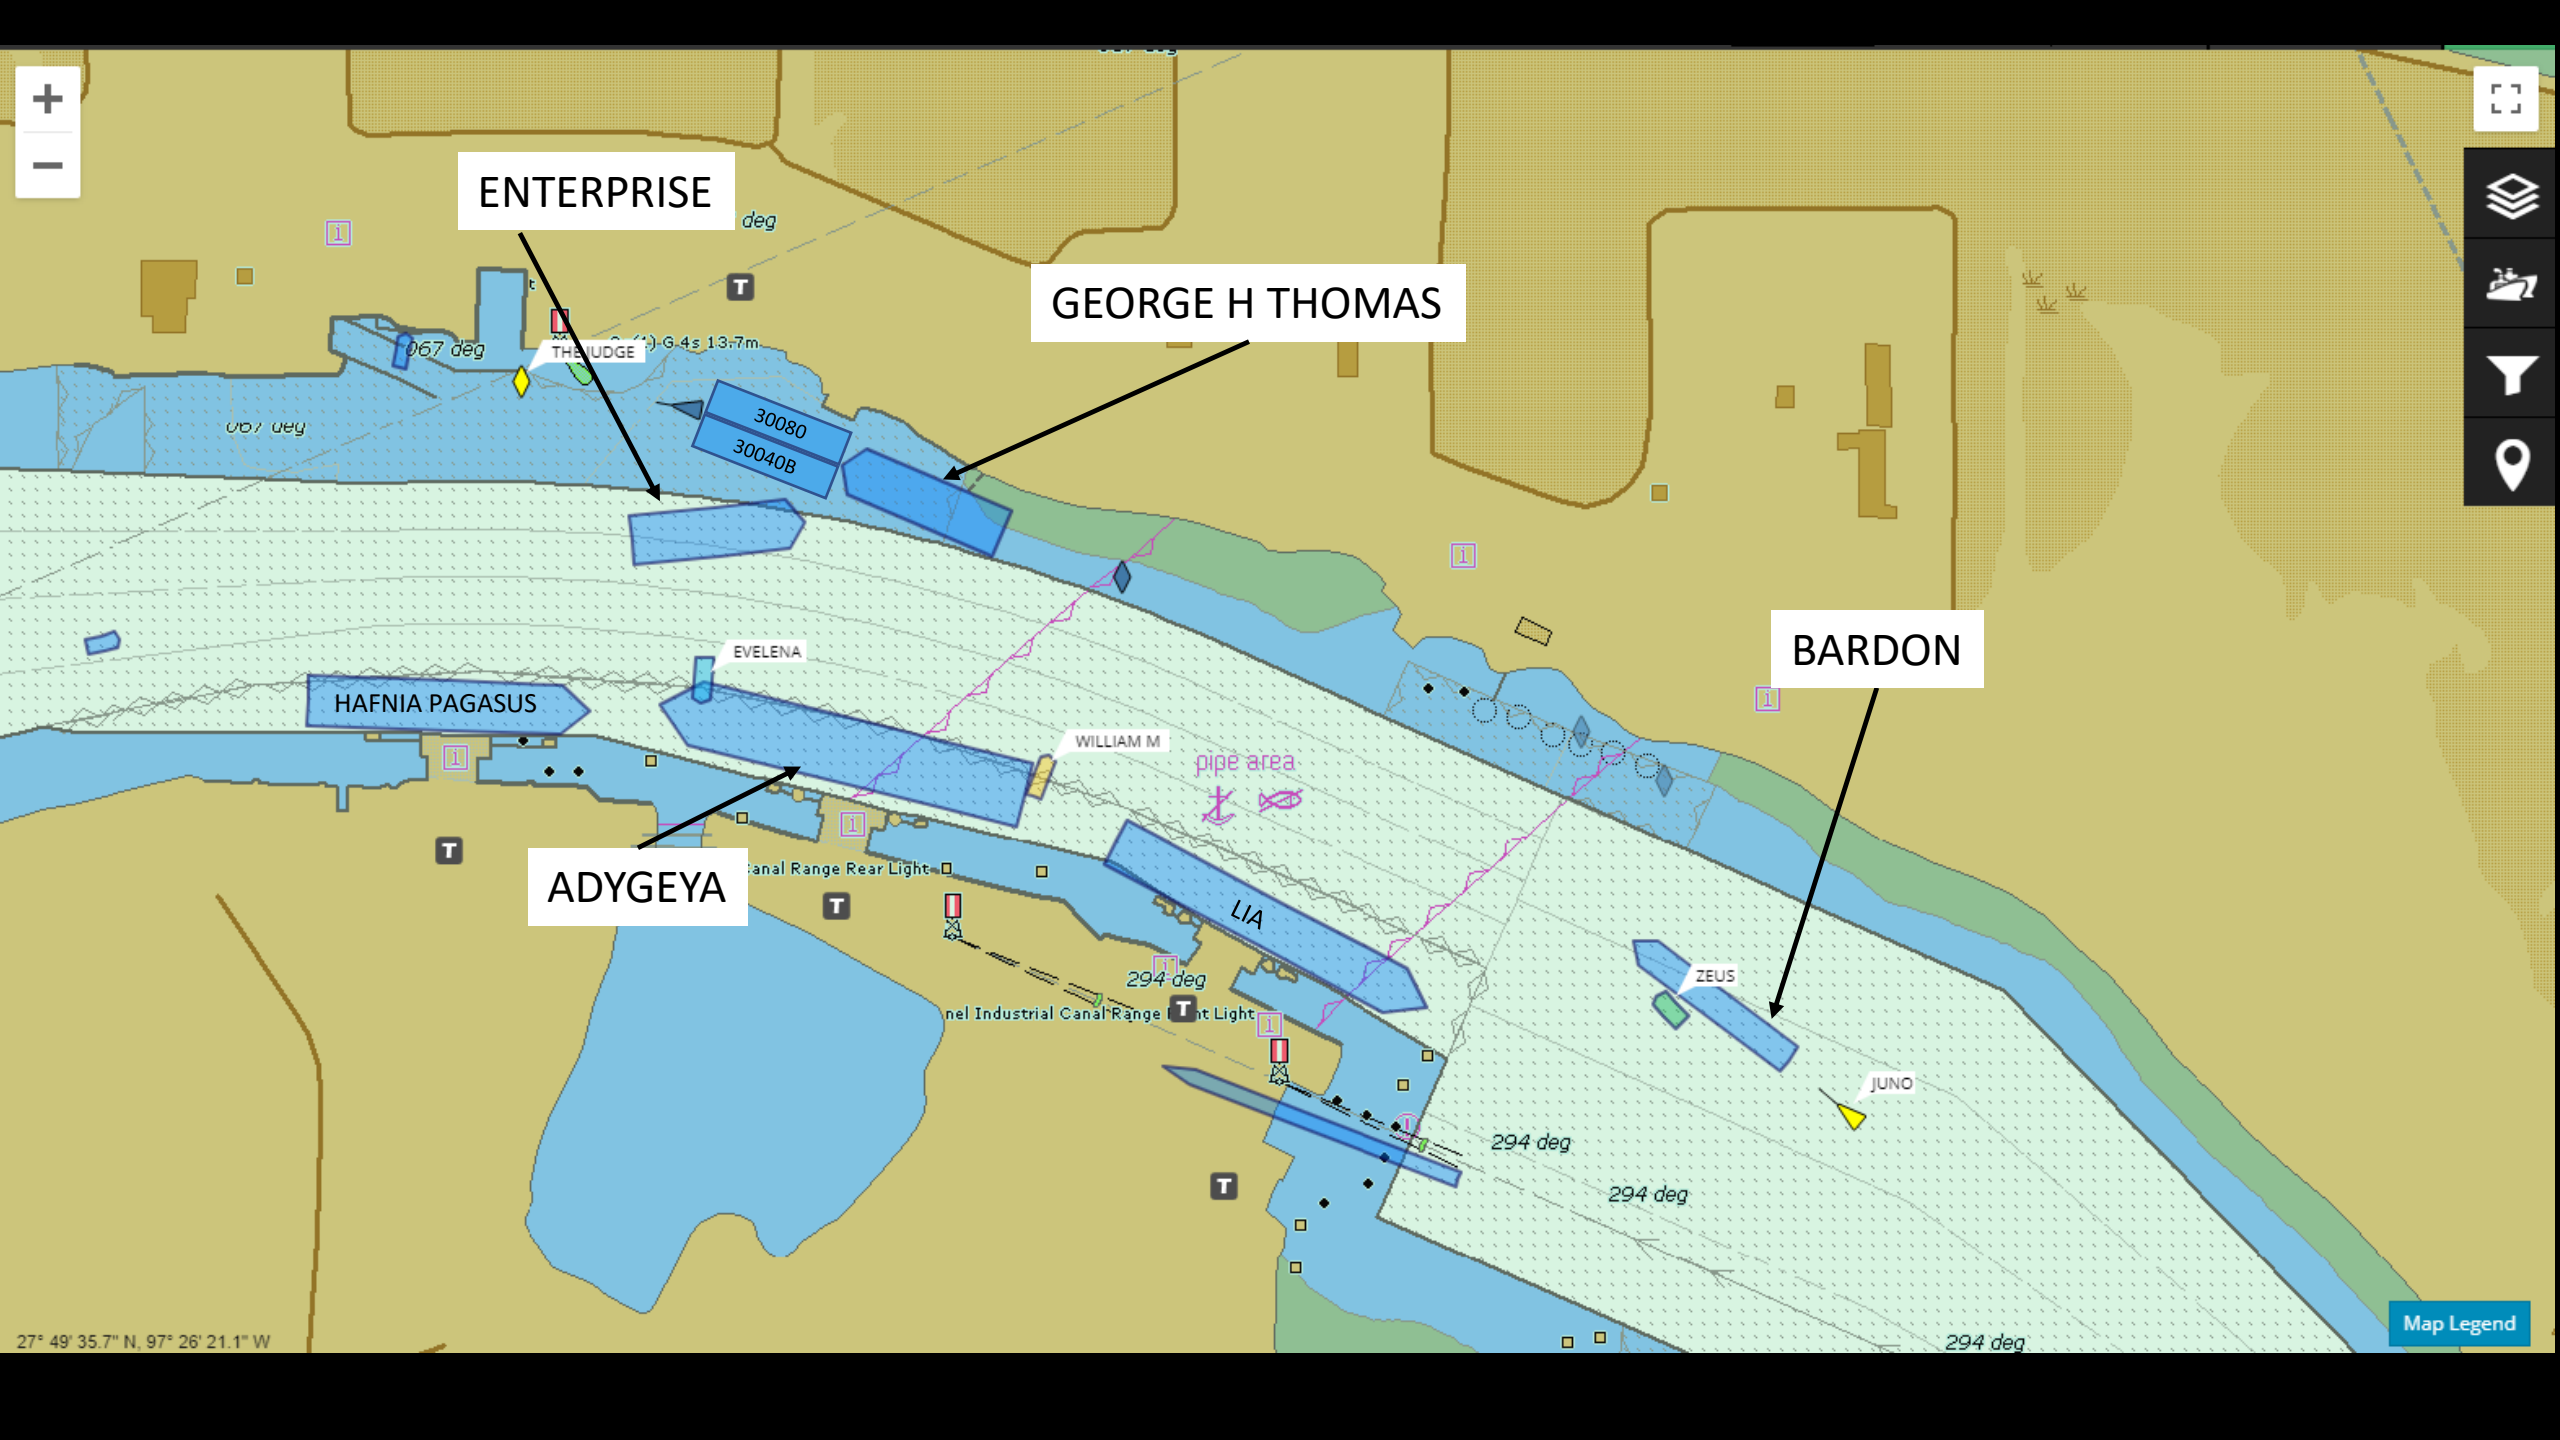 ENTERPRISE
deg
GEORGE H THOMAS
067 deg
THE JUDGE
G 4s 13.7m
067 deg
30080
30040B
EVELENA
BARDON
HAFNIA PAGASUS
WILLIAM M
pipe area
ADYGEYA
Canal Range Rear Light
T
LIA
294 deg
ZEUS
nel Industrial Canal Range
nt Light
JUNO
294 deg
294 deg
Map Legend
27° 49' 35.7" N, 97° 26' 21.1" W
294 deg